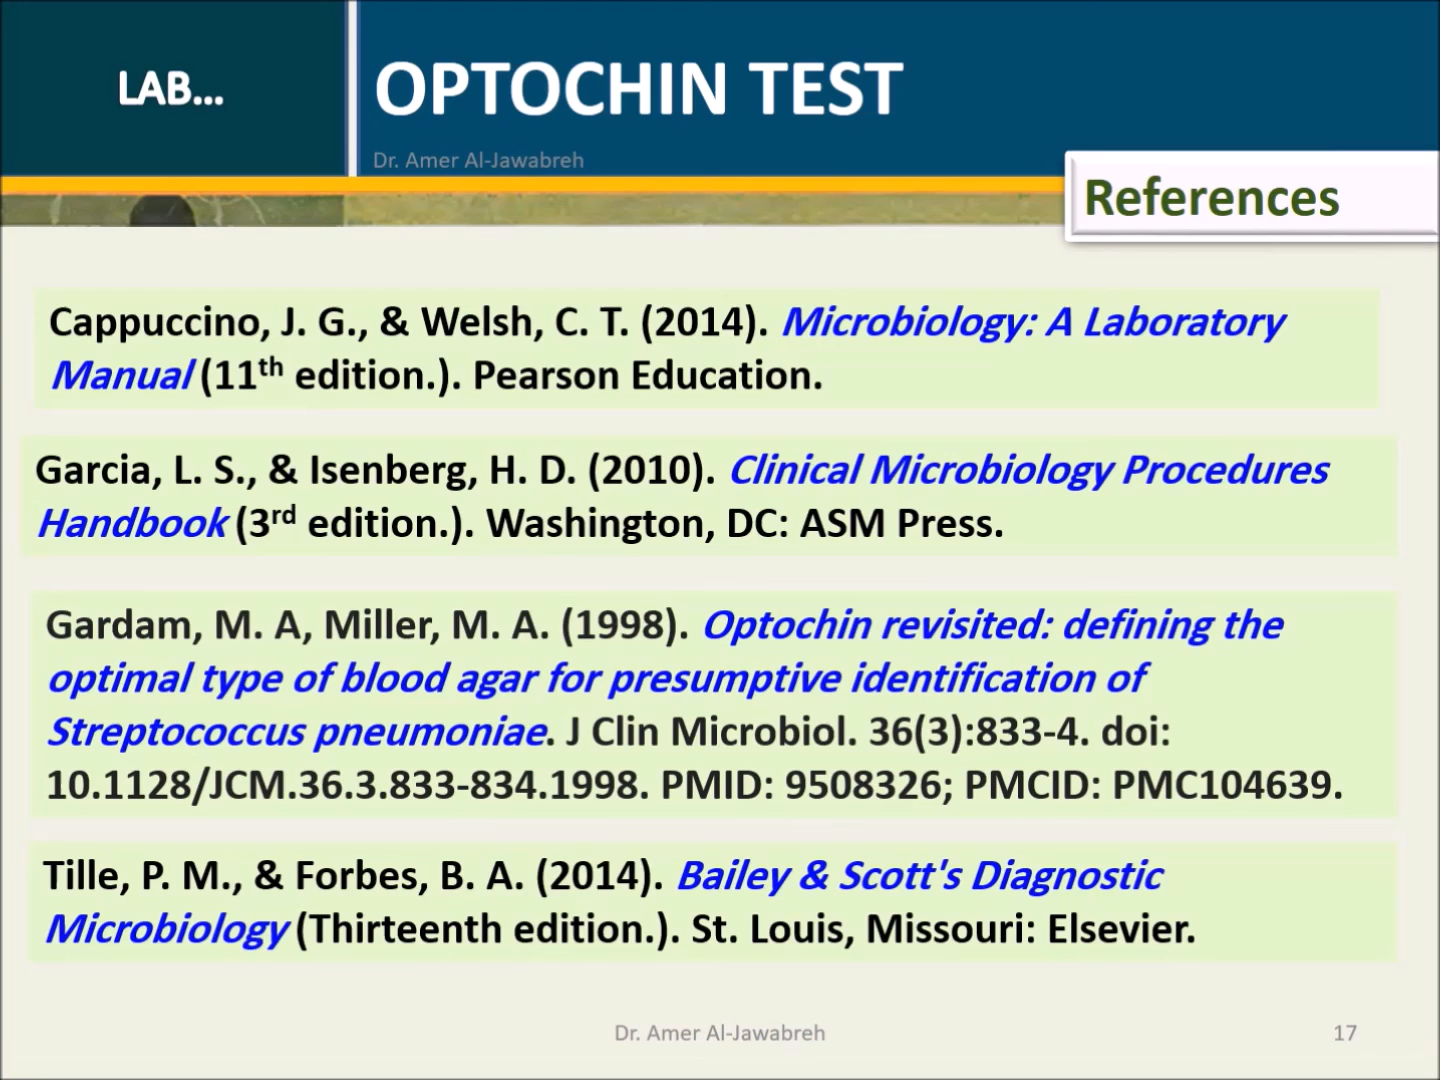 LAB...
OPTOCHIN TEST
Dr. Amer Al-Jawabreh
References
Cappuccino, J. G., & Welsh, C. T. (2014). Microbiology: A Laboratory
Manual (11th edition.). Pearson Education.
Garcia, L. S., & Isenberg, H. D. (2010). Clinical Microbiology Procedures
Handbook (3rd edition.). Washington, DC: ASM Press.
Gardam, M. A, Miller, M. A. (1998). Optochin revisited: defining the
optimal type of blood agar for presumptive identification of
Streptococcus pneumoniae. J Clin Microbiol. 36(3):833-4. doi:
10.1128/JCM.36.3.833-834.1998. PMID: 9508326; PMCID: PMC104639.
Tille, P. M., & Forbes, B. A. (2014). Bailey & Scott's Diagnostic
Microbiology (Thirteenth edition.). St. Louis, Missouri: Elsevier.
Dr. Amer Al-Jawabreh
17